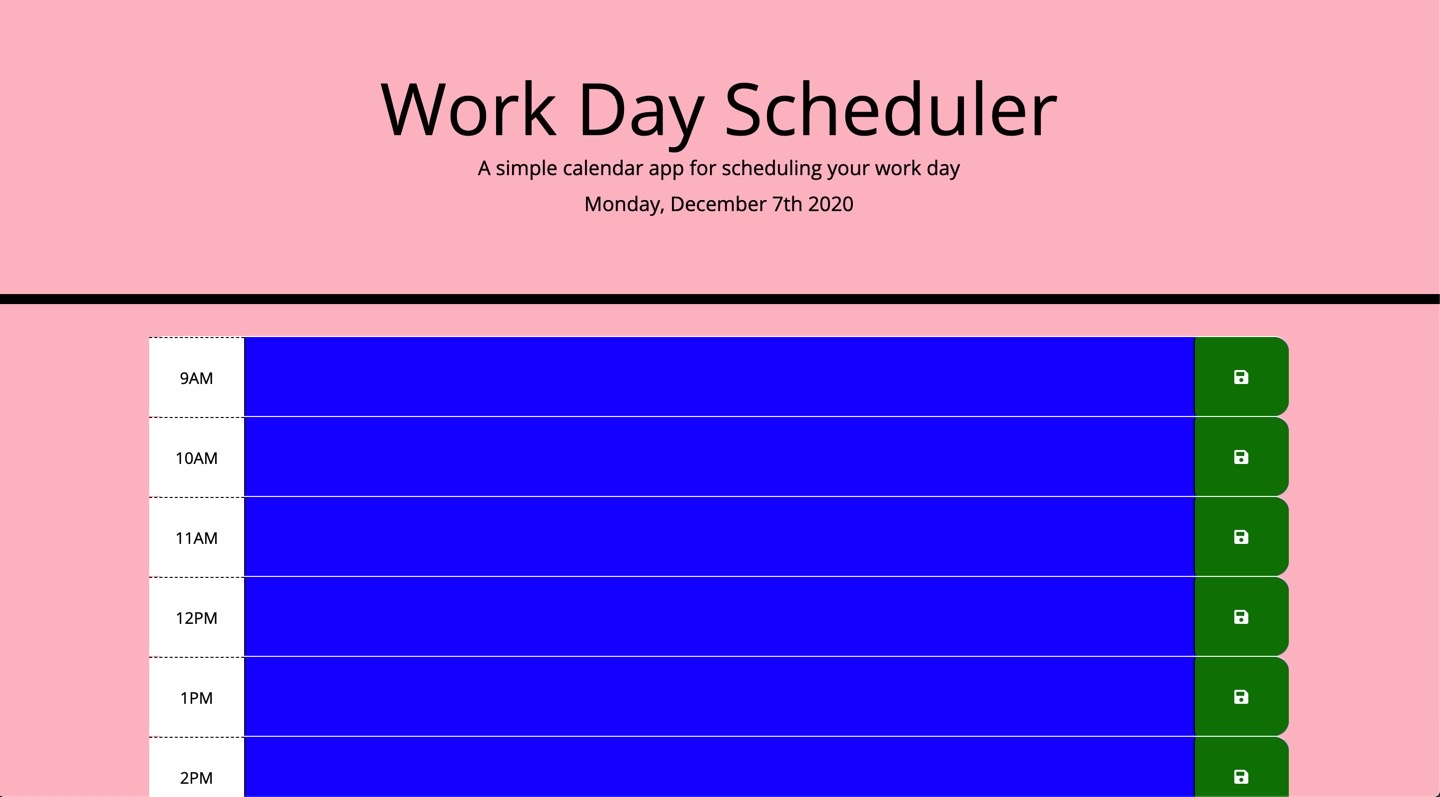 Work Day Scheduler
A simple calendar app for scheduling your work day
Monday, December 7th 2020
9AM
10AM
11AM
12PM
1PM
2PM